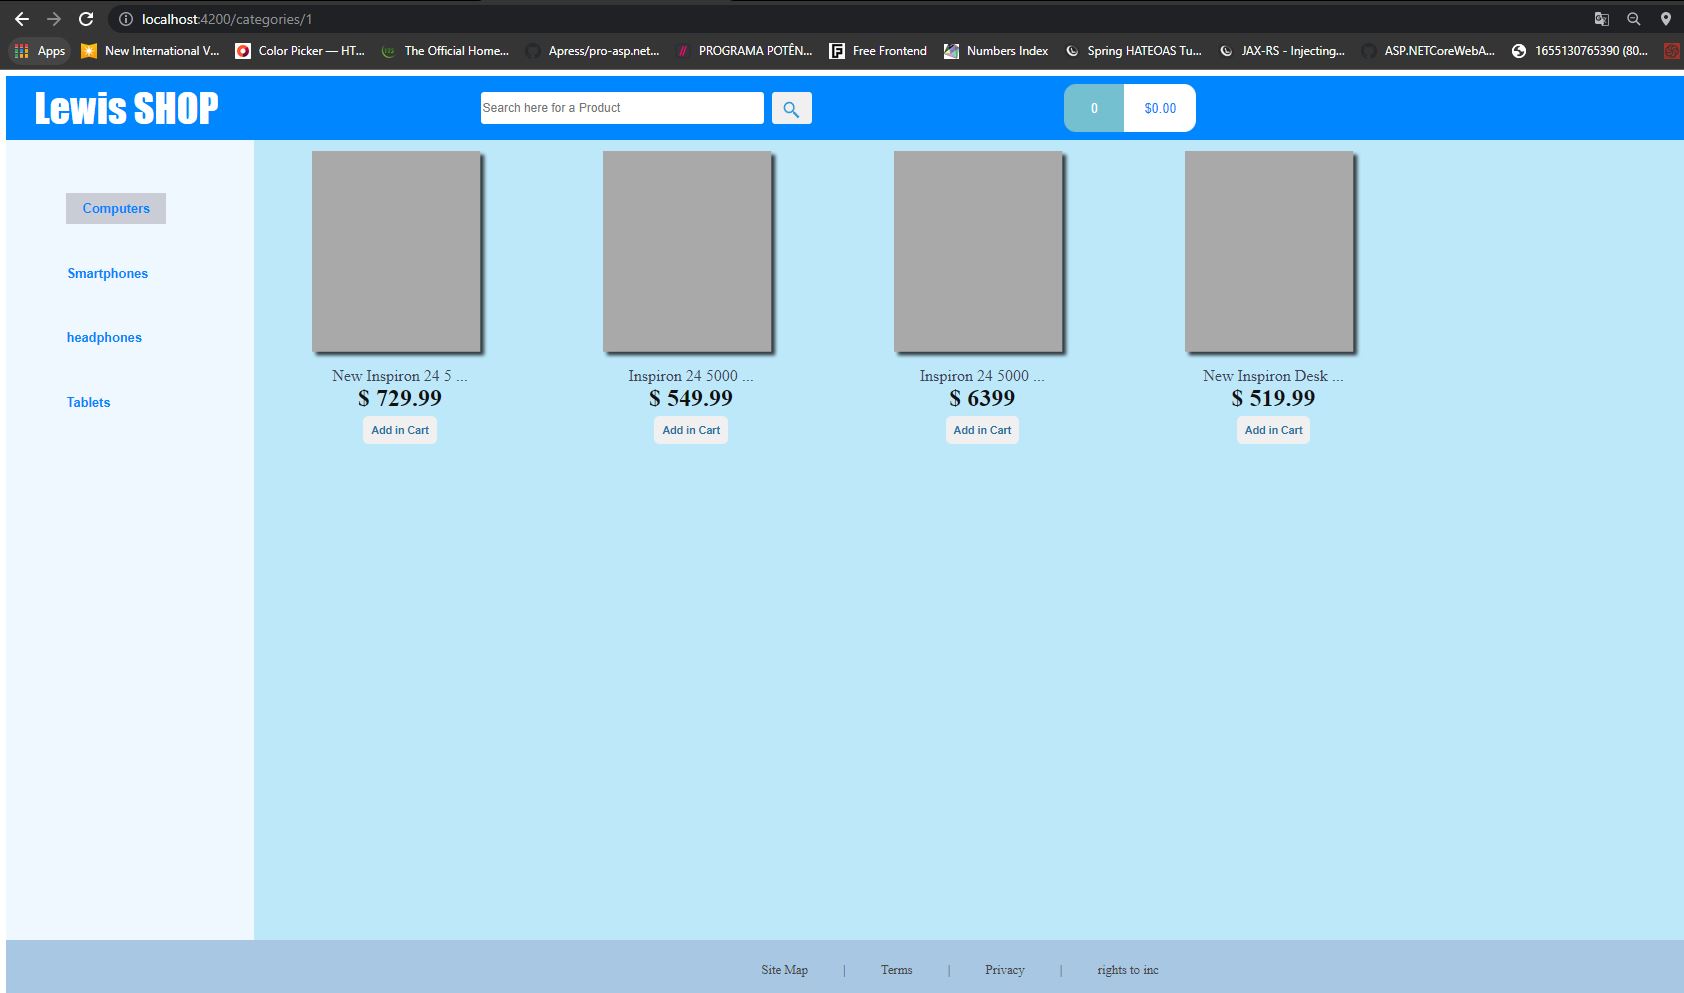 localhost:4200/categories/1
Apps New International V... Color Picker — HT... The Official Home... Apress/pro-asp.net... PROGRAMA POTÊN... Free Frontend Numbers Index Spring HATEOAS Tu... JAX-RS - Injecting... ASP.NETCoreWebA... 1655130765390 (80...
Lewis SHOP
Search here for a Product
0 $0.00
Computers
Smartphones
headphones
Tablets
New Inspiron 24 5 ...
$ 729.99
Add in Cart
Inspiron 24 5000 ...
$ 549.99
Add in Cart
Inspiron 24 5000 ...
$ 6399
Add in Cart
New Inspiron Desk ...
$ 519.99
Add in Cart
Site Map | Terms | Privacy | rights to inc